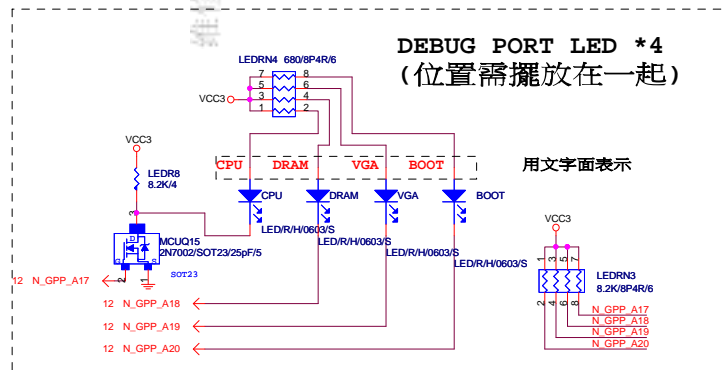 DEBUG PORT LED *4
(位置需擺放在一起)
LEDRN4 680/8P4R/6
7 8
5 6
3 4
1 2
VCC3
VCC3
LEDR8
8.2K/4
CPU DRAM VGA BOOT
用文字面表示
CPU
DRAM
VGA
BOOT
LED/R/H/0603/S
LED/R/H/0603/S
LED/R/H/0603/S
LED/R/H/0603/S
3
D
G
S
MCUQ15
2N7002/SOT23/25pF/5
SOT23
2
1
12 N_GPP_A17
12 N_GPP_A18
12 N_GPP_A19
12 N_GPP_A20
VCC3
1 3 5 7
LEDRN3
8.2K/8P4R/6
2 4 6 8
N_GPP_A17
N_GPP_A18
N_GPP_A19
N_GPP_A20